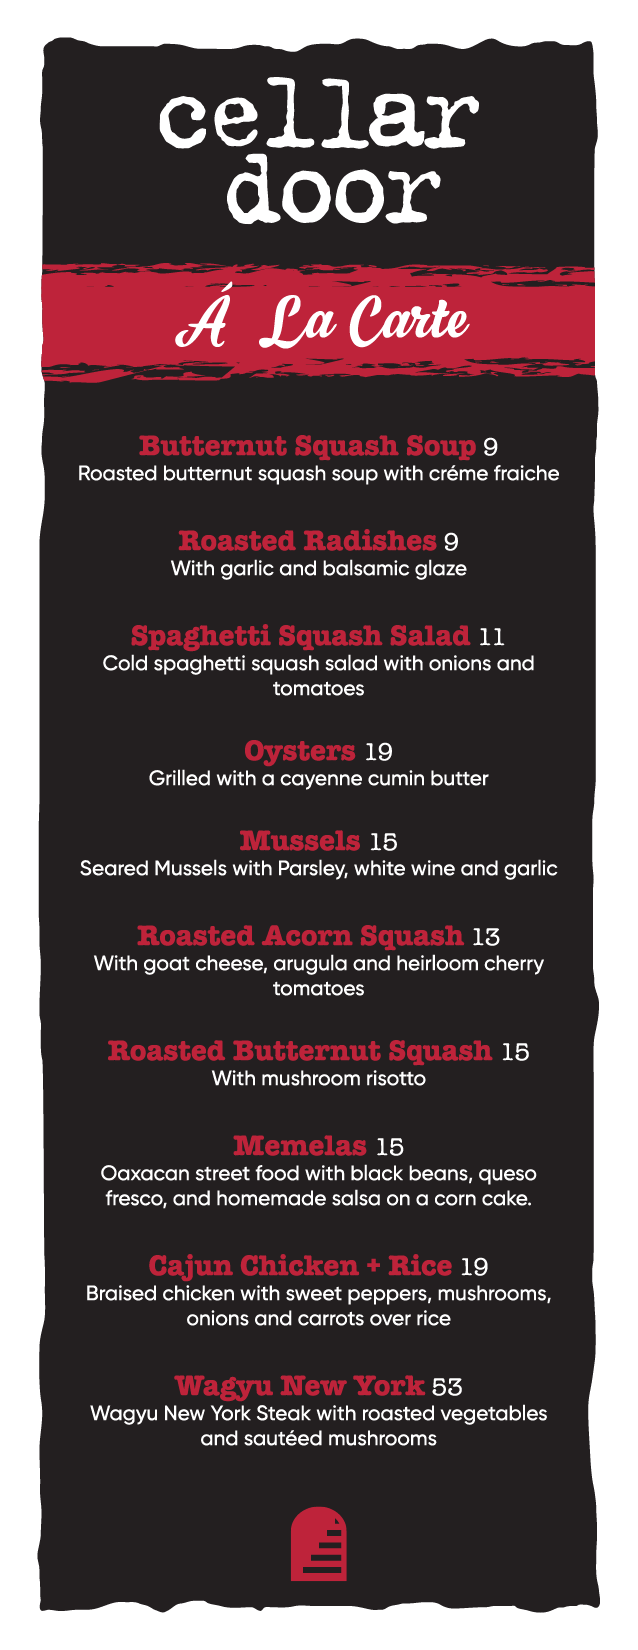 cellar
door
Á La Carte
Butternut Squash Soup 9
Roasted butternut squash soup with créme fraiche
Roasted Radishes 9
With garlic and balsamic glaze
Spaghetti Squash Salad 11
Cold spaghetti squash salad with onions and
tomatoes
Oysters 19
Grilled with a cayenne cumin butter
Mussels 15
Seared Mussels with Parsley, white wine and garlic
Roasted Acorn Squash 13
With goat cheese, arugula and heirloom cherry
tomatoes
Roasted Butternut Squash 15
With mushroom risotto
Memelas 15
Oaxacan street food with black beans, queso
fresco, and homemade salsa on a corn cake.
Cajun Chicken + Rice 19
Braised chicken with sweet peppers, mushrooms,
onions and carrots over rice
Wagyu New York 53
Wagyu New York Steak with roasted vegetables
and sautéed mushrooms